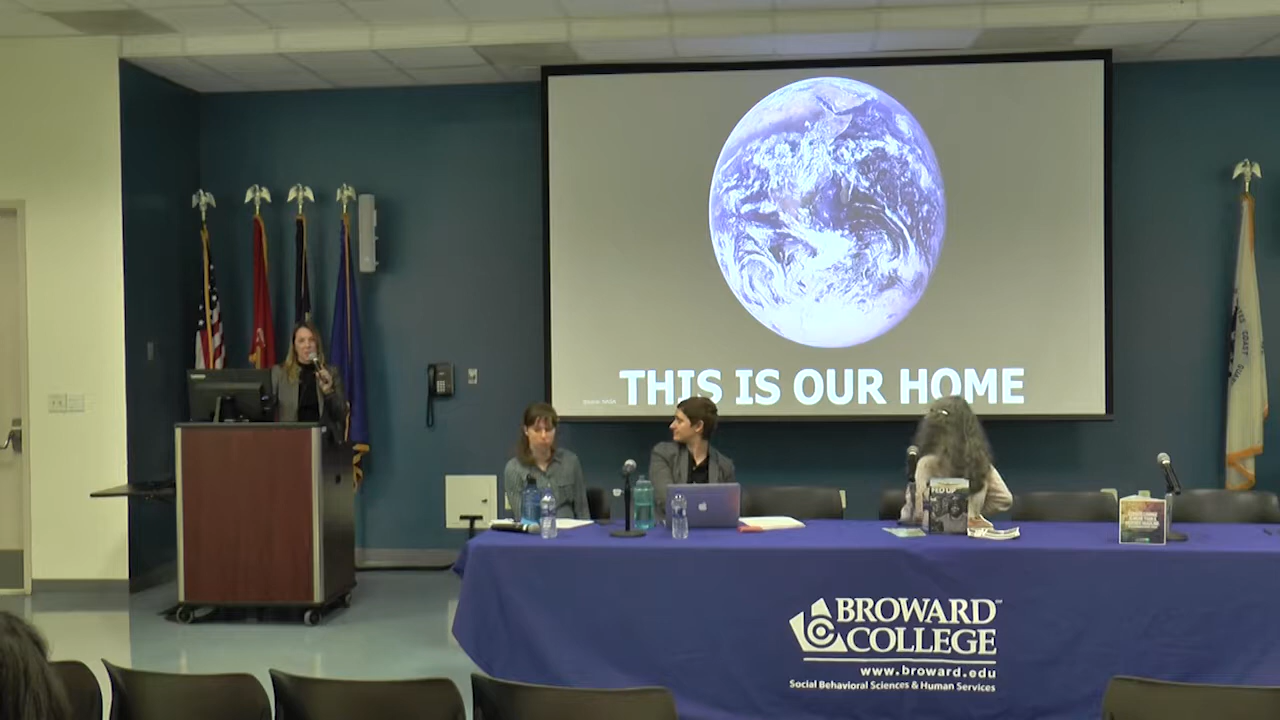 THIS IS OUR HOME
BROWARD
COLLEGE
www.broward.edu
Social Behavioral Sciences & Human Services